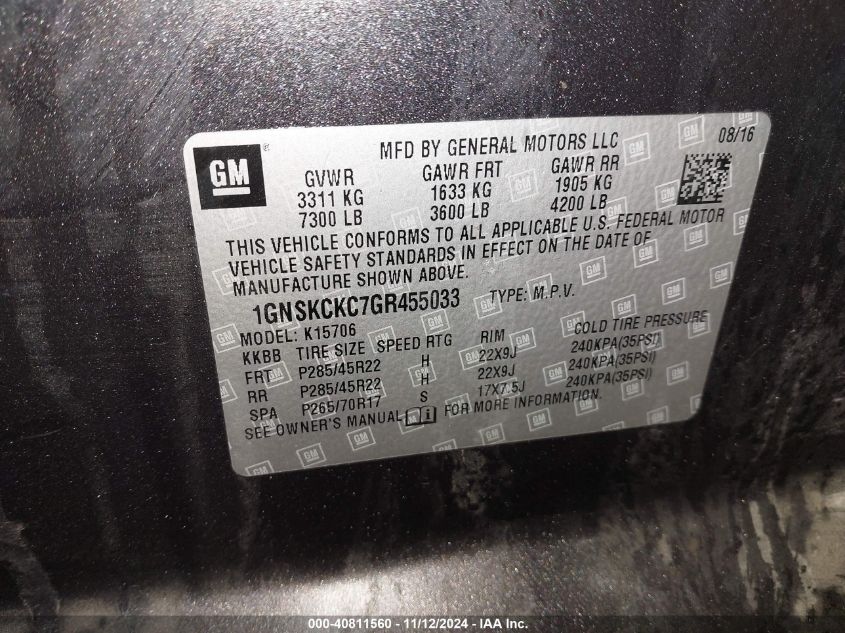 GM
MFD BY GENERAL MOTORS LLC 08/16
GVWR GAWR FRT GAWR RR
3311 KG 1633 KG 1905 KG
7300 LB 3600 LB 4200 LB
THIS VEHICLE CONFORMS TO ALL APPLICABLE U.S. FEDERAL MOTOR
VEHICLE SAFETY STANDARDS IN EFFECT ON THE DATE OF
MANUFACTURE SHOWN ABOVE.
1GNSKCKC7GR455033 TYPE: M.P.V.
MODEL: K15706
KKBB TIRE SIZE SPEED RTG RIM COLD TIRE PRESSURE
FRT P285/45R22 H 22X9J 240KPA(35PSI)
RR P285/45R22 H 22X9J 240KPA(35PSI)
SPA P265/70R17 S 17X7.5J 240KPA(35PSI)
SEE OWNER'S MANUAL i FOR MORE INFORMATION.
000-40811560 - 11/12/2024 - IAA Inc.